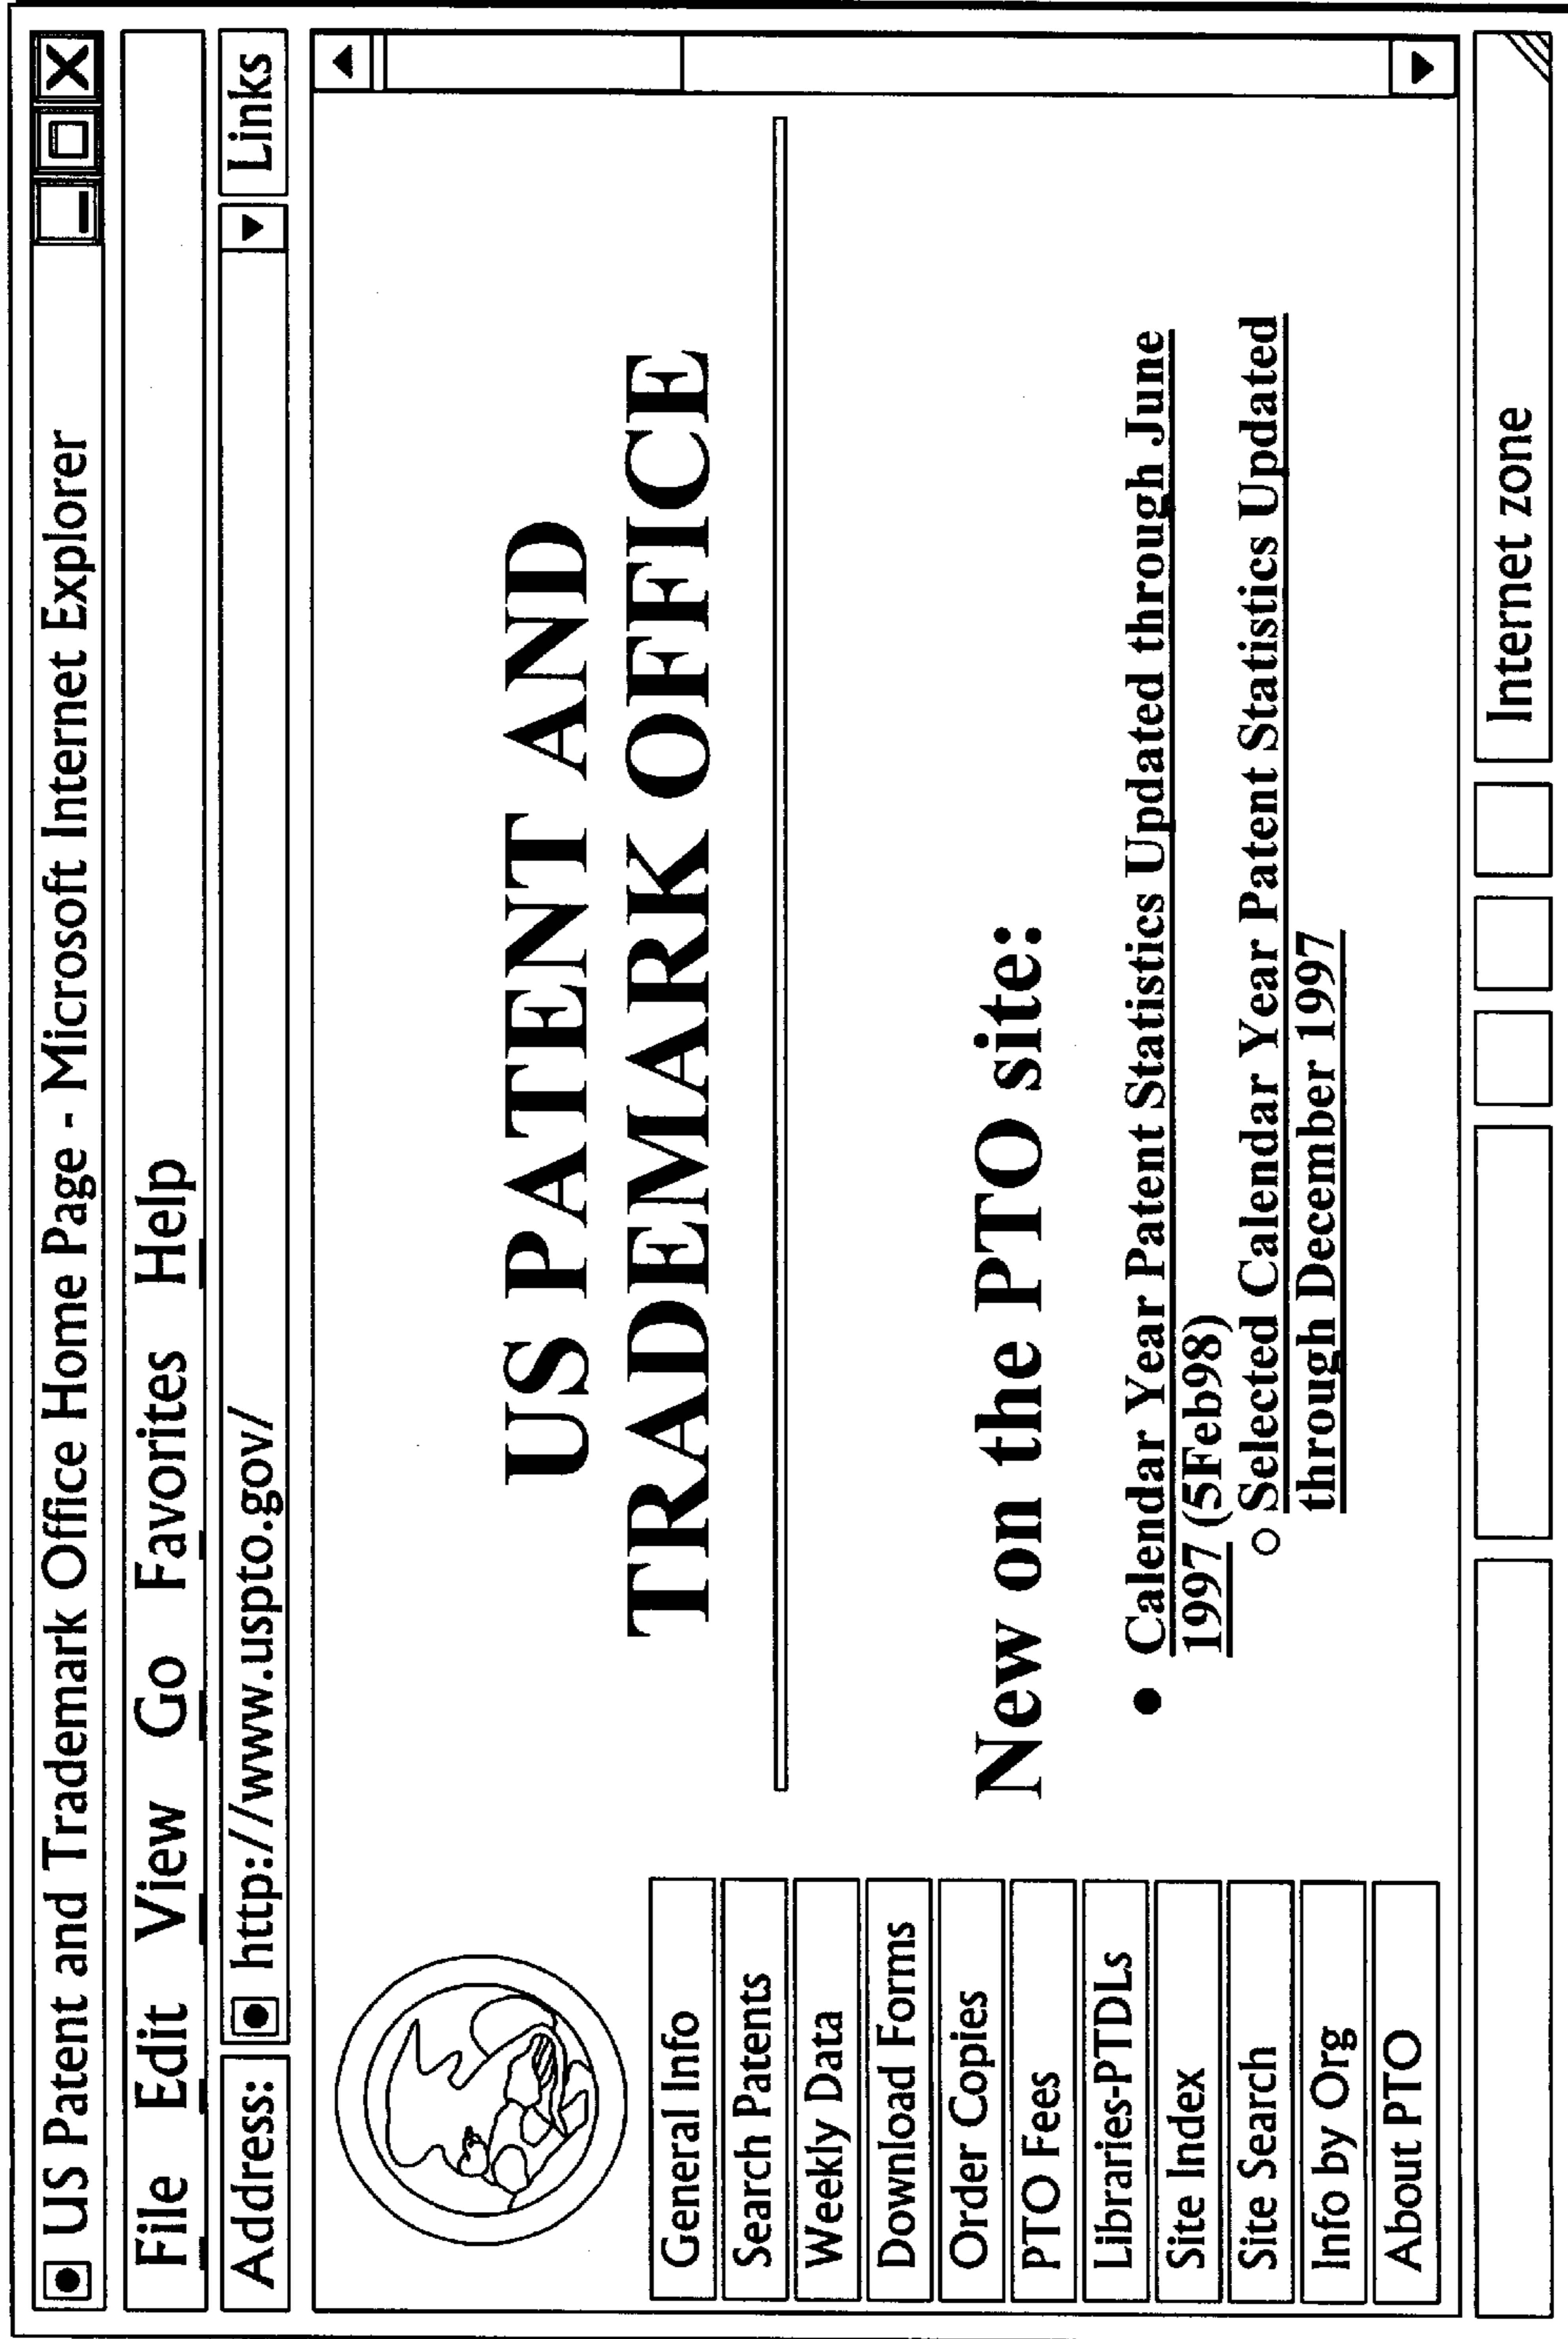 US Patent and Trademark Office Home Page - Microsoft Internet Explorer
File Edit View Go Favorites Help
Address: http://www.uspto.gov/ Links
US PATENT AND
TRADEMARK OFFICE
General Info
Search Patents
Weekly Data
Download Forms
Order Copies
PTO Fees
Libraries-PTDLs
Site Index
Site Search
Info by Org
About PTO
New on the PTO site:
● Calendar Year Patent Statistics Updated through June
1997 (5Feb98)
○ Selected Calendar Year Patent Statistics Updated
through December 1997
Internet zone